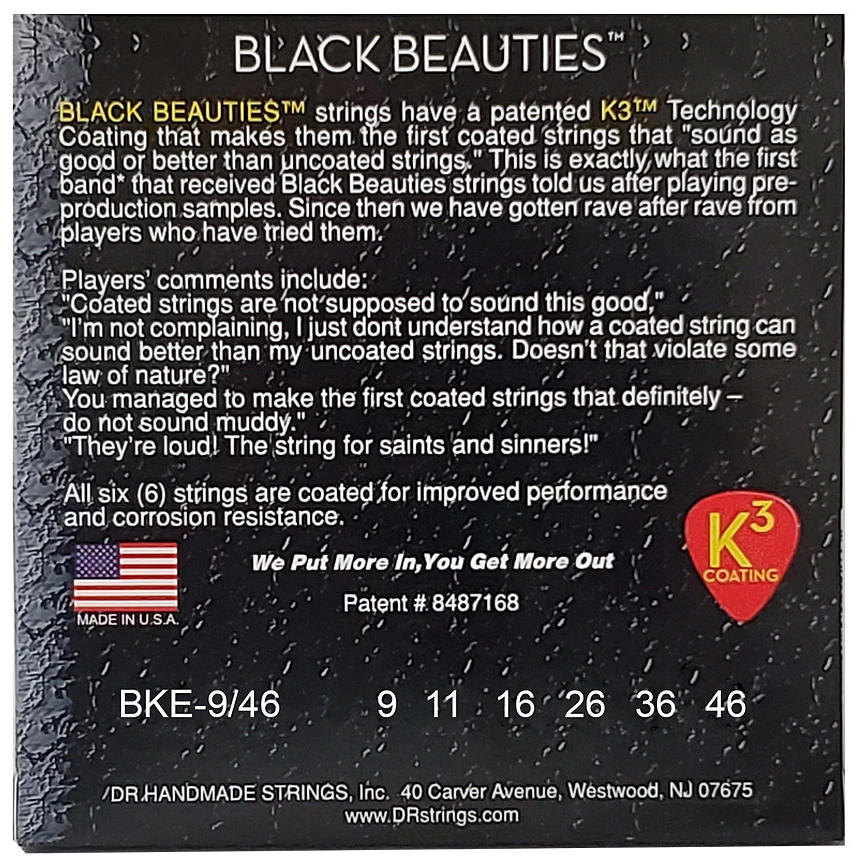 BLACK BEAUTIES™
BLACK BEAUTIES™ strings have a patented K3™ Technology
Coating that makes them the first coated strings that "sound as
good or better than uncoated strings." This is exactly what the first
band* that received Black Beauties strings told us after playing pre-
production samples. Since then we have gotten rave after rave from
players who have tried them.
Players' comments include:
"Coated strings are not supposed to sound this good,"
"I'm not complaining, I just dont understand how a coated string can
sound better than my uncoated strings. Doesn't that violate some
law of nature?"
You managed to make the first coated strings that definitely –
do not sound muddy."
"They're loud! The string for saints and sinners!"
All six (6) strings are coated for improved performance
and corrosion resistance.
K3
COATING
We Put More In,You Get More Out
Patent # 8487168
MADE IN U.S.A.
BKE-9/46 9 11 16 26 36 46
DR HANDMADE STRINGS, Inc. 40 Carver Avenue, Westwood, NJ 07675
www.DRstrings.com